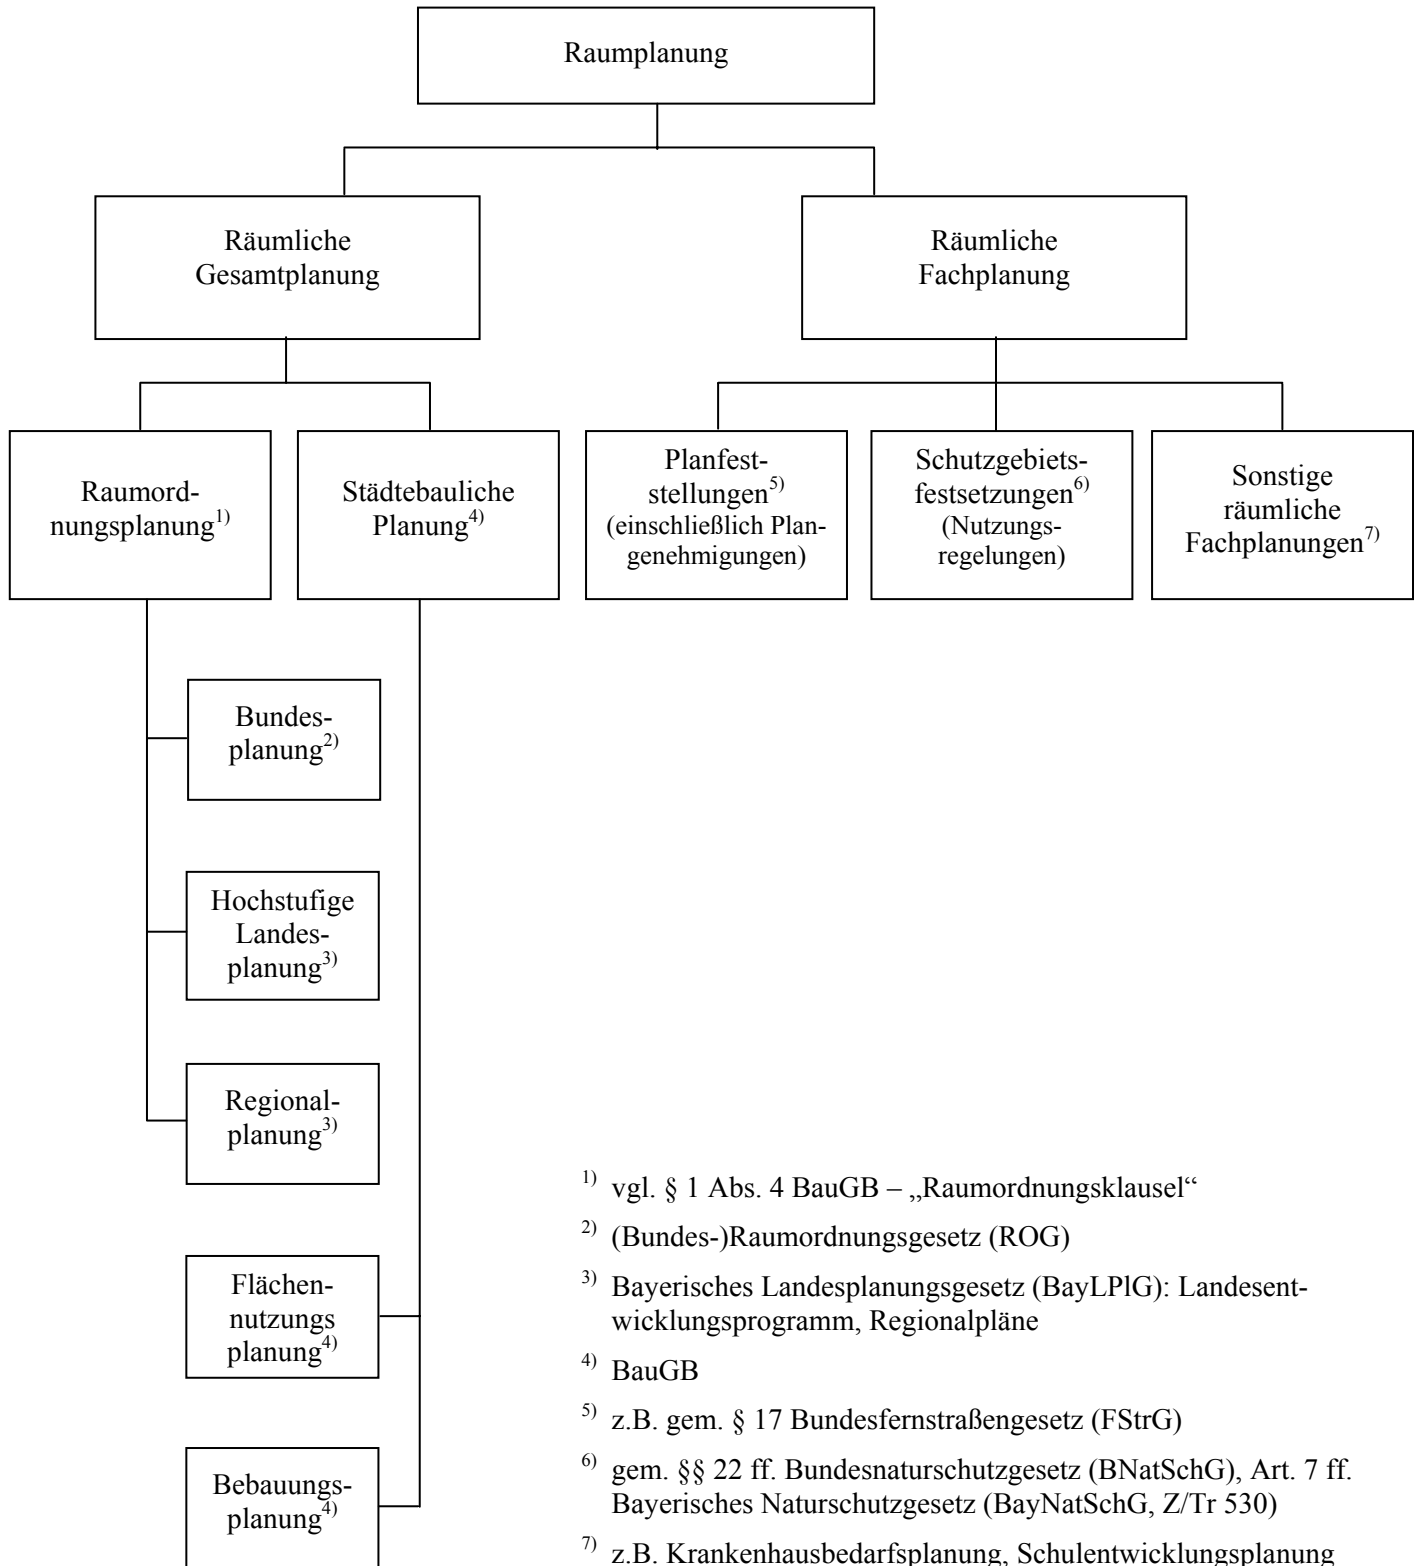 Raumplanung
Räumliche
Gesamtplanung
Räumliche
Fachplanung
Raumord-
nungsplanung1)
Städtebauliche
Planung4)
Planfest-
stellungen5)
(einschließlich Plan-
genehmigungen)
Schutzgebiets-
festsetzungen6)
(Nutzungs-
regelungen)
Sonstige
räumliche
Fachplanungen7)
Bundes-
planung2)
Hochstufige
Landes-
planung3)
Regional-
planung3)
Flächen-
nutzungs
planung4)
Bebauungs-
planung4)
1) vgl. § 1 Abs. 4 BauGB – „Raumordnungsklausel“
2) (Bundes-)Raumordnungsgesetz (ROG)
3) Bayerisches Landesplanungsgesetz (BayLPlG): Landesent-
wicklungsprogramm, Regionalpläne
4) BauGB
5) z.B. gem. § 17 Bundesfernstraßengesetz (FStrG)
6) gem. §§ 22 ff. Bundesnaturschutzgesetz (BNatSchG), Art. 7 ff.
Bayerisches Naturschutzgesetz (BayNatSchG, Z/Tr 530)
7) z.B. Krankenhausbedarfsplanung, Schulentwicklungsplanung